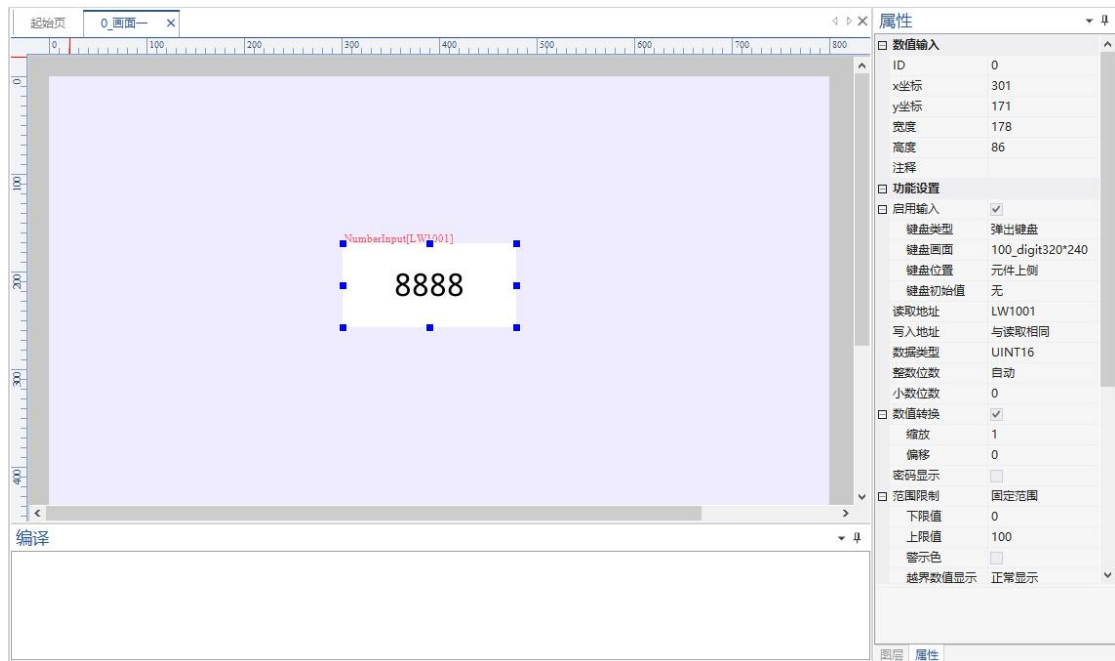 起始页 0_画面一
0 100 200 300 400 500 600 700 800
0
100
200
300
400
NumberInput[LW1001]
8888
编译
属性
数值输入
ID 0
x坐标 301
y坐标 171
宽度 178
高度 86
注释
功能设置
启用输入
键盘类型 弹出键盘
键盘画面 100_digit320*240
键盘位置 元件上侧
键盘初始值 无
读取地址 LW1001
写入地址 与读取相同
数据类型 UINT16
整数位数 自动
小数位数 0
数值转换
缩放 1
偏移 0
密码显示
范围限制 固定范围
下限值 0
上限值 100
警示色
越界数值显示 正常显示
图层 属性